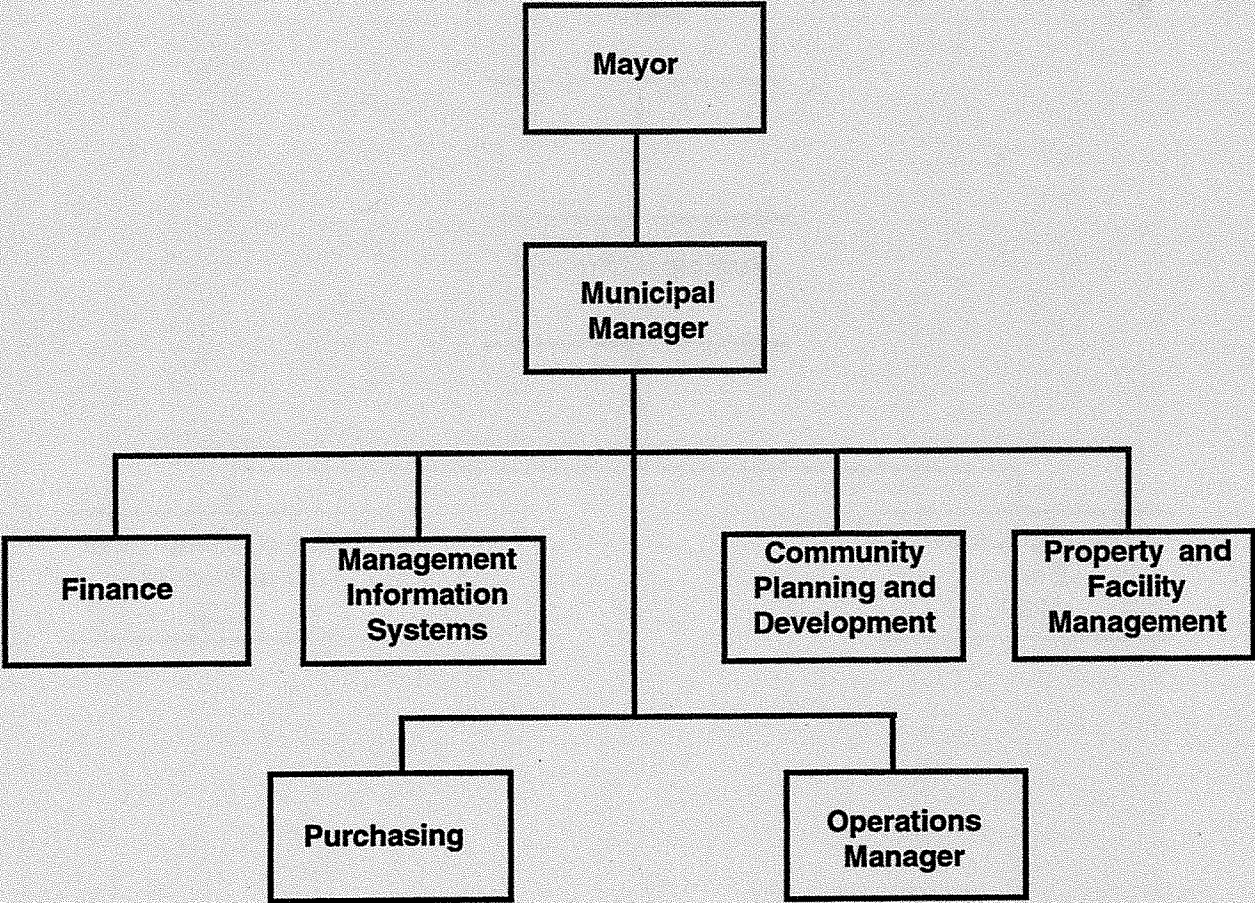 Mayor
Municipal
Manager
Finance
Management
Information
Systems
Community
Planning and
Development
Property and
Facility
Management
Purchasing
Operations
Manager